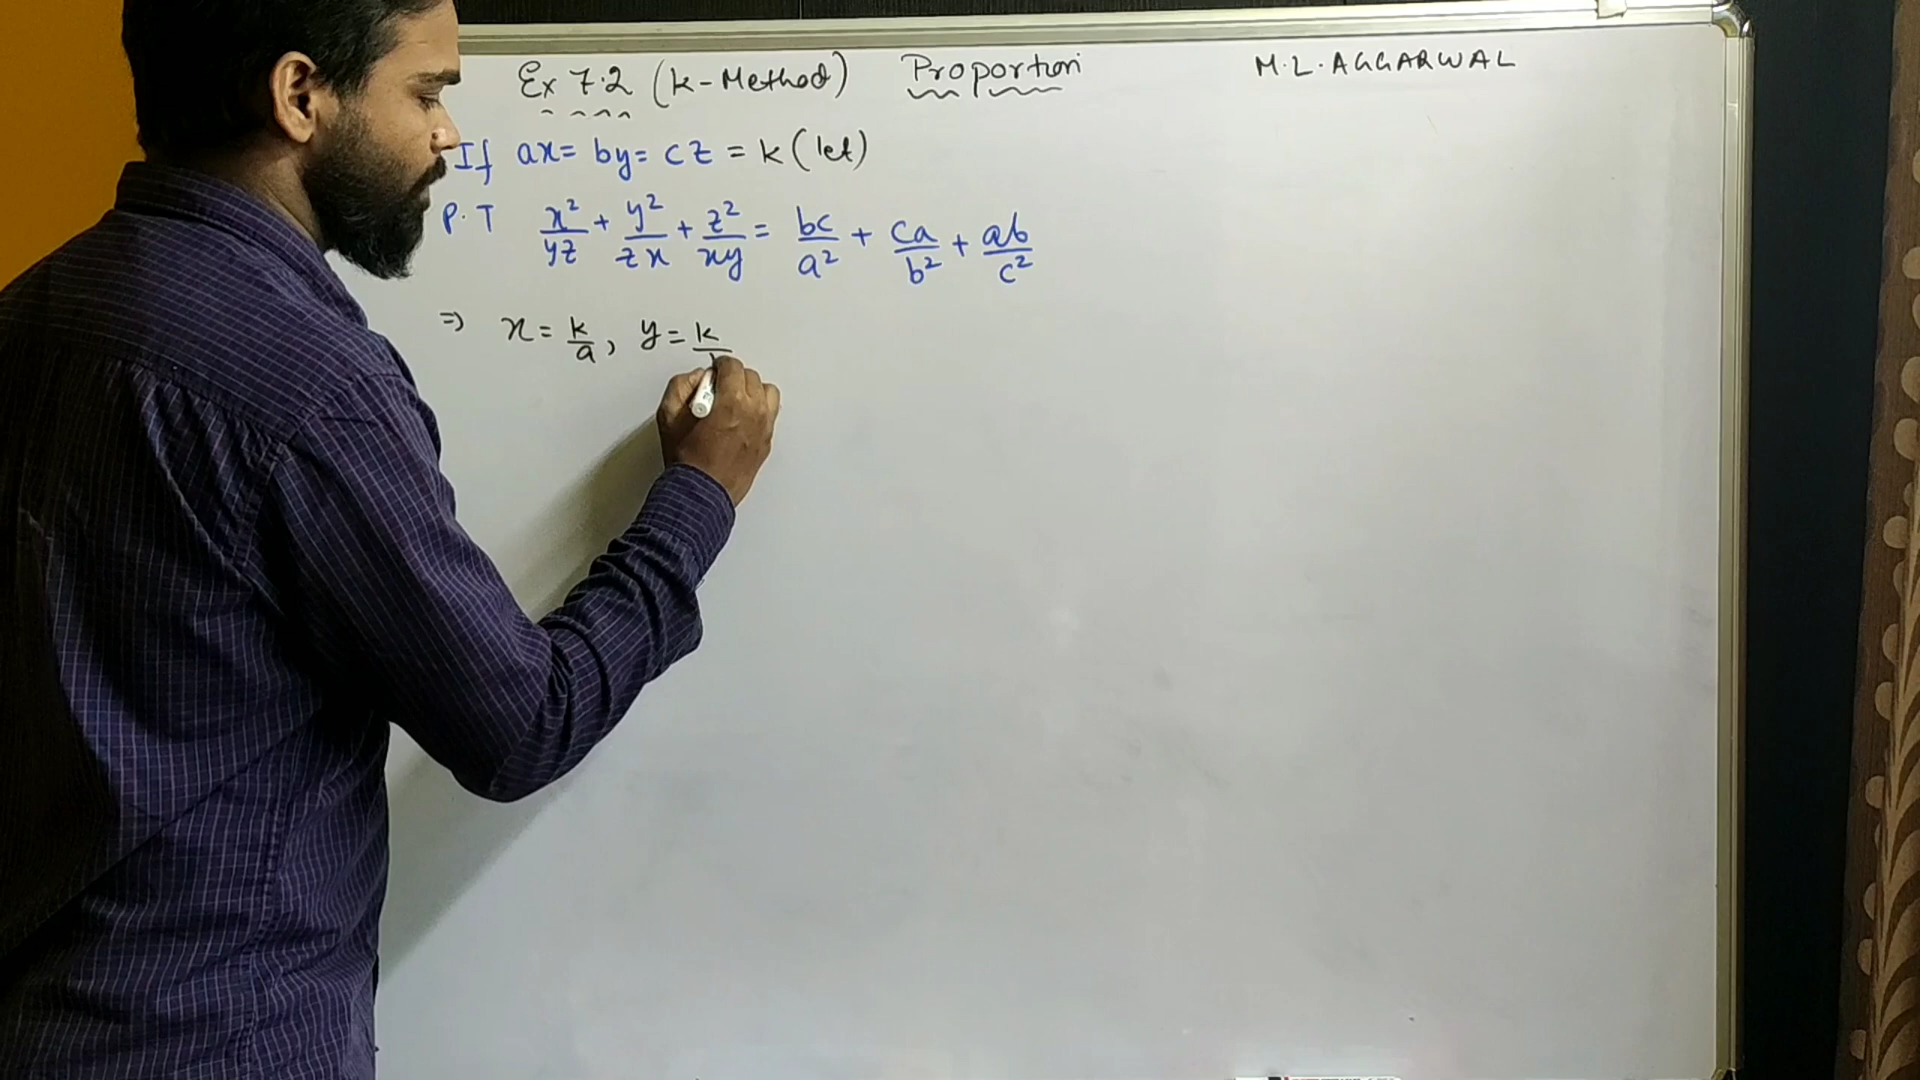 Ex 7.2 (K-Method) Proportion M.L.AGGARWAL
If ax= by= cz = k (let)
P.T x²/yz + y²/zx + z²/xy = bc/a² + ca/b² + ab/c²
⇒ x = k/a, y = k/b